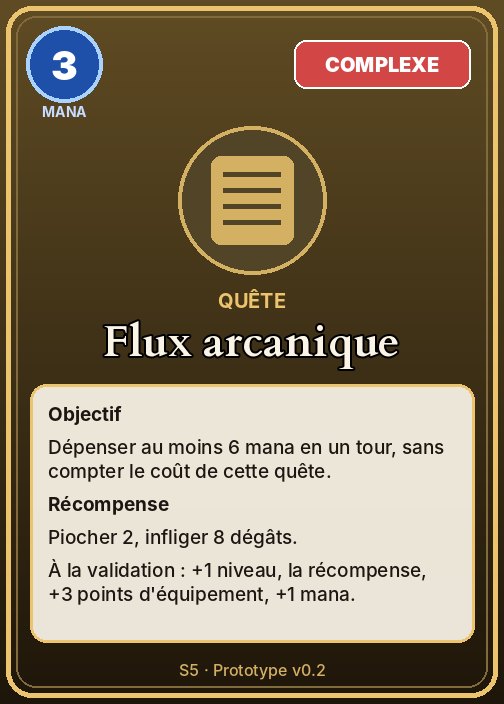 3
COMPLEXE
MANA
QUÊTE
Flux arcanique
Objectif
Dépenser au moins 6 mana en un tour, sans
compter le coût de cette quête.
Récompense
Piocher 2, infliger 8 dégâts.
À la validation : +1 niveau, la récompense,
+3 points d'équipement, +1 mana.
S5 · Prototype v0.2